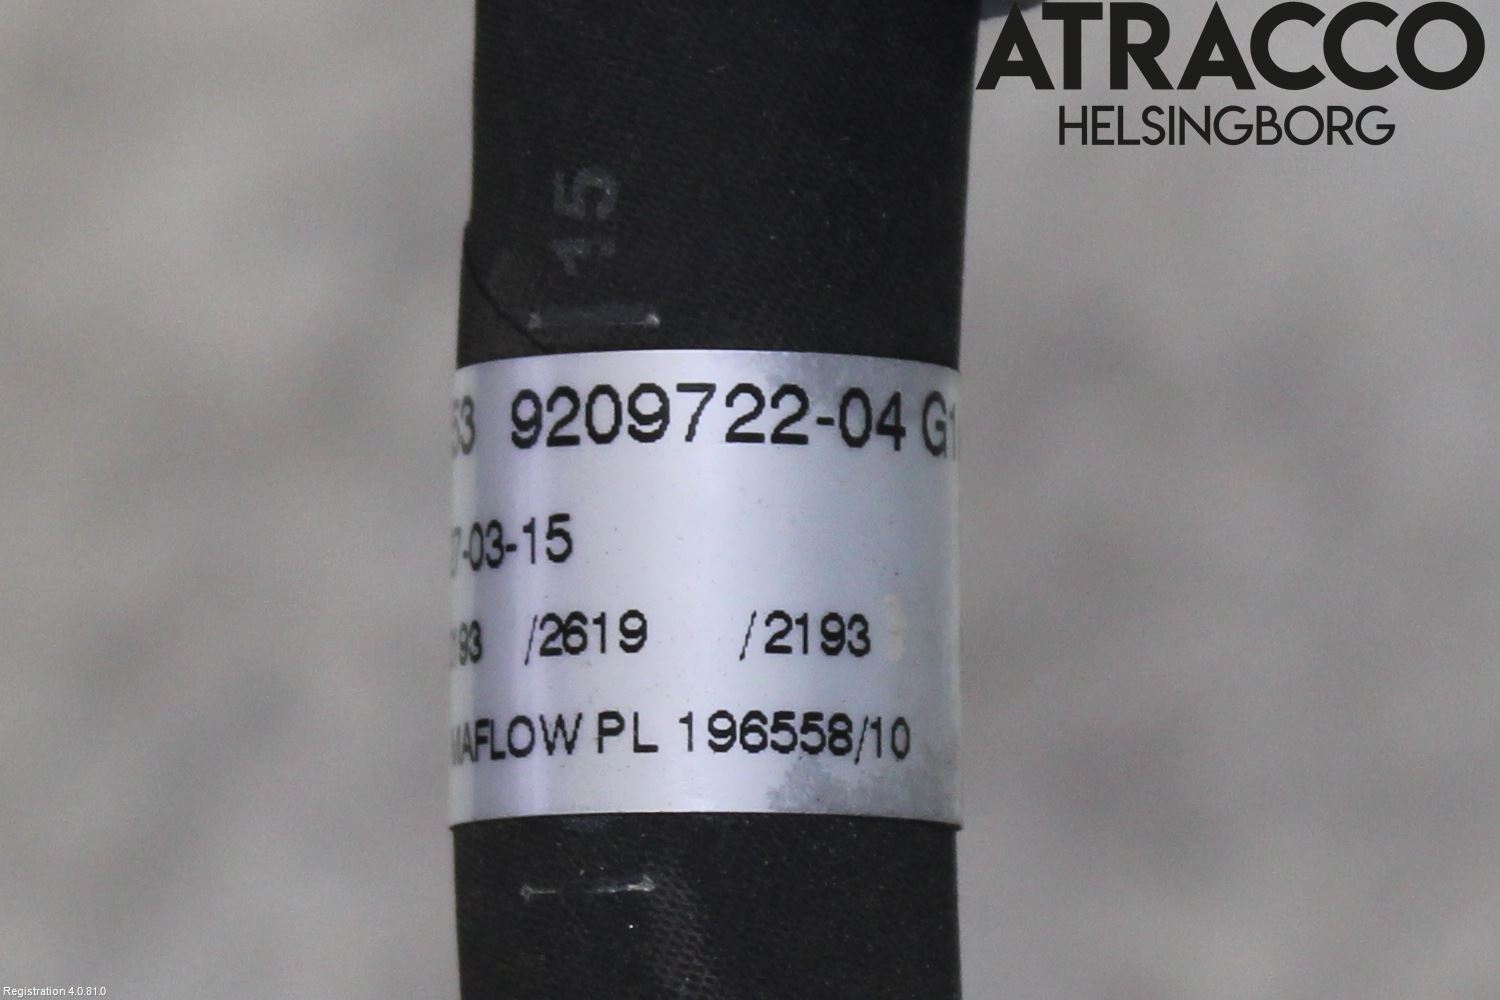 ATRACCO
HELSINGBORG
15
53 9209722-04 G1
7-03-15
193 /2619 /2193
MAFLOW PL 196558/10
Registration 4.0.81.0